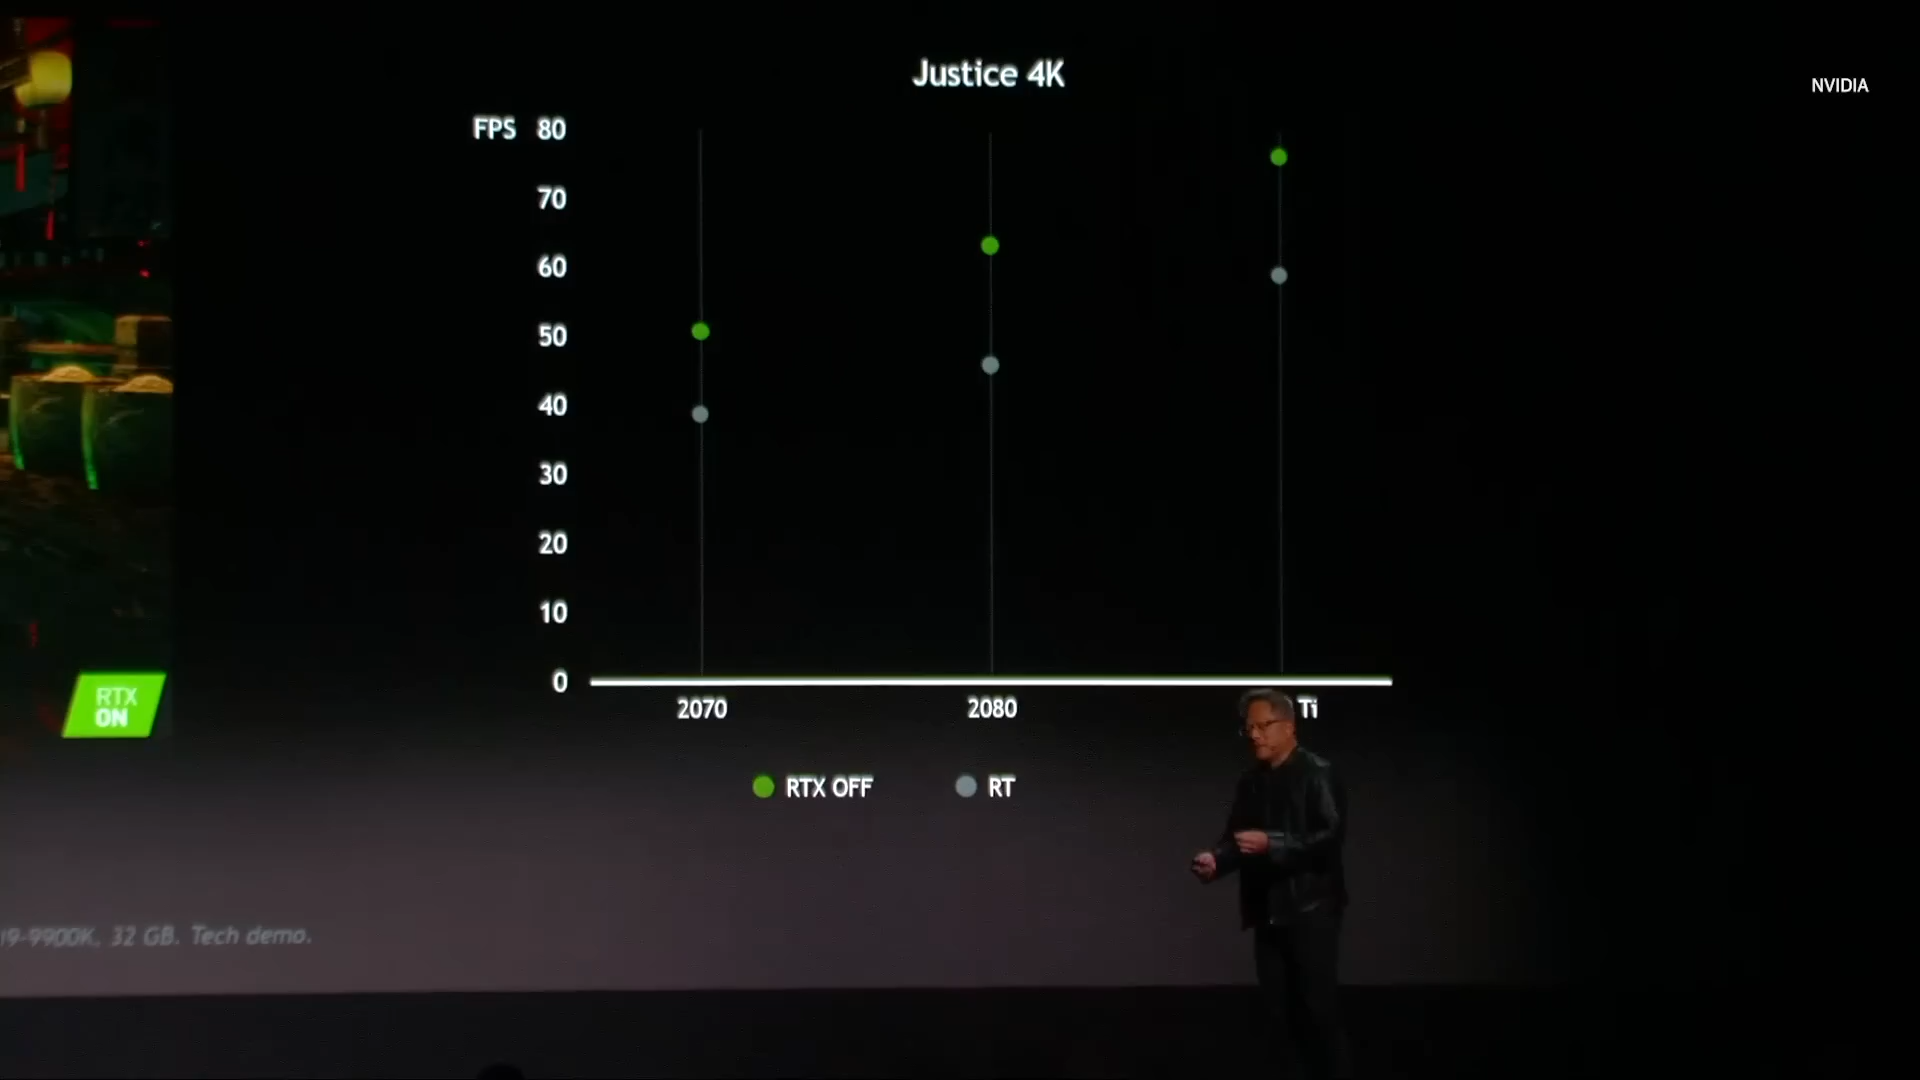 Justice 4K
NVIDIA
FPS 80
70
60
50
40
30
20
10
0
RTX
ON
2070
2080
Ti
RTX OFF
RT
i9-9900K, 32 GB. Tech demo.